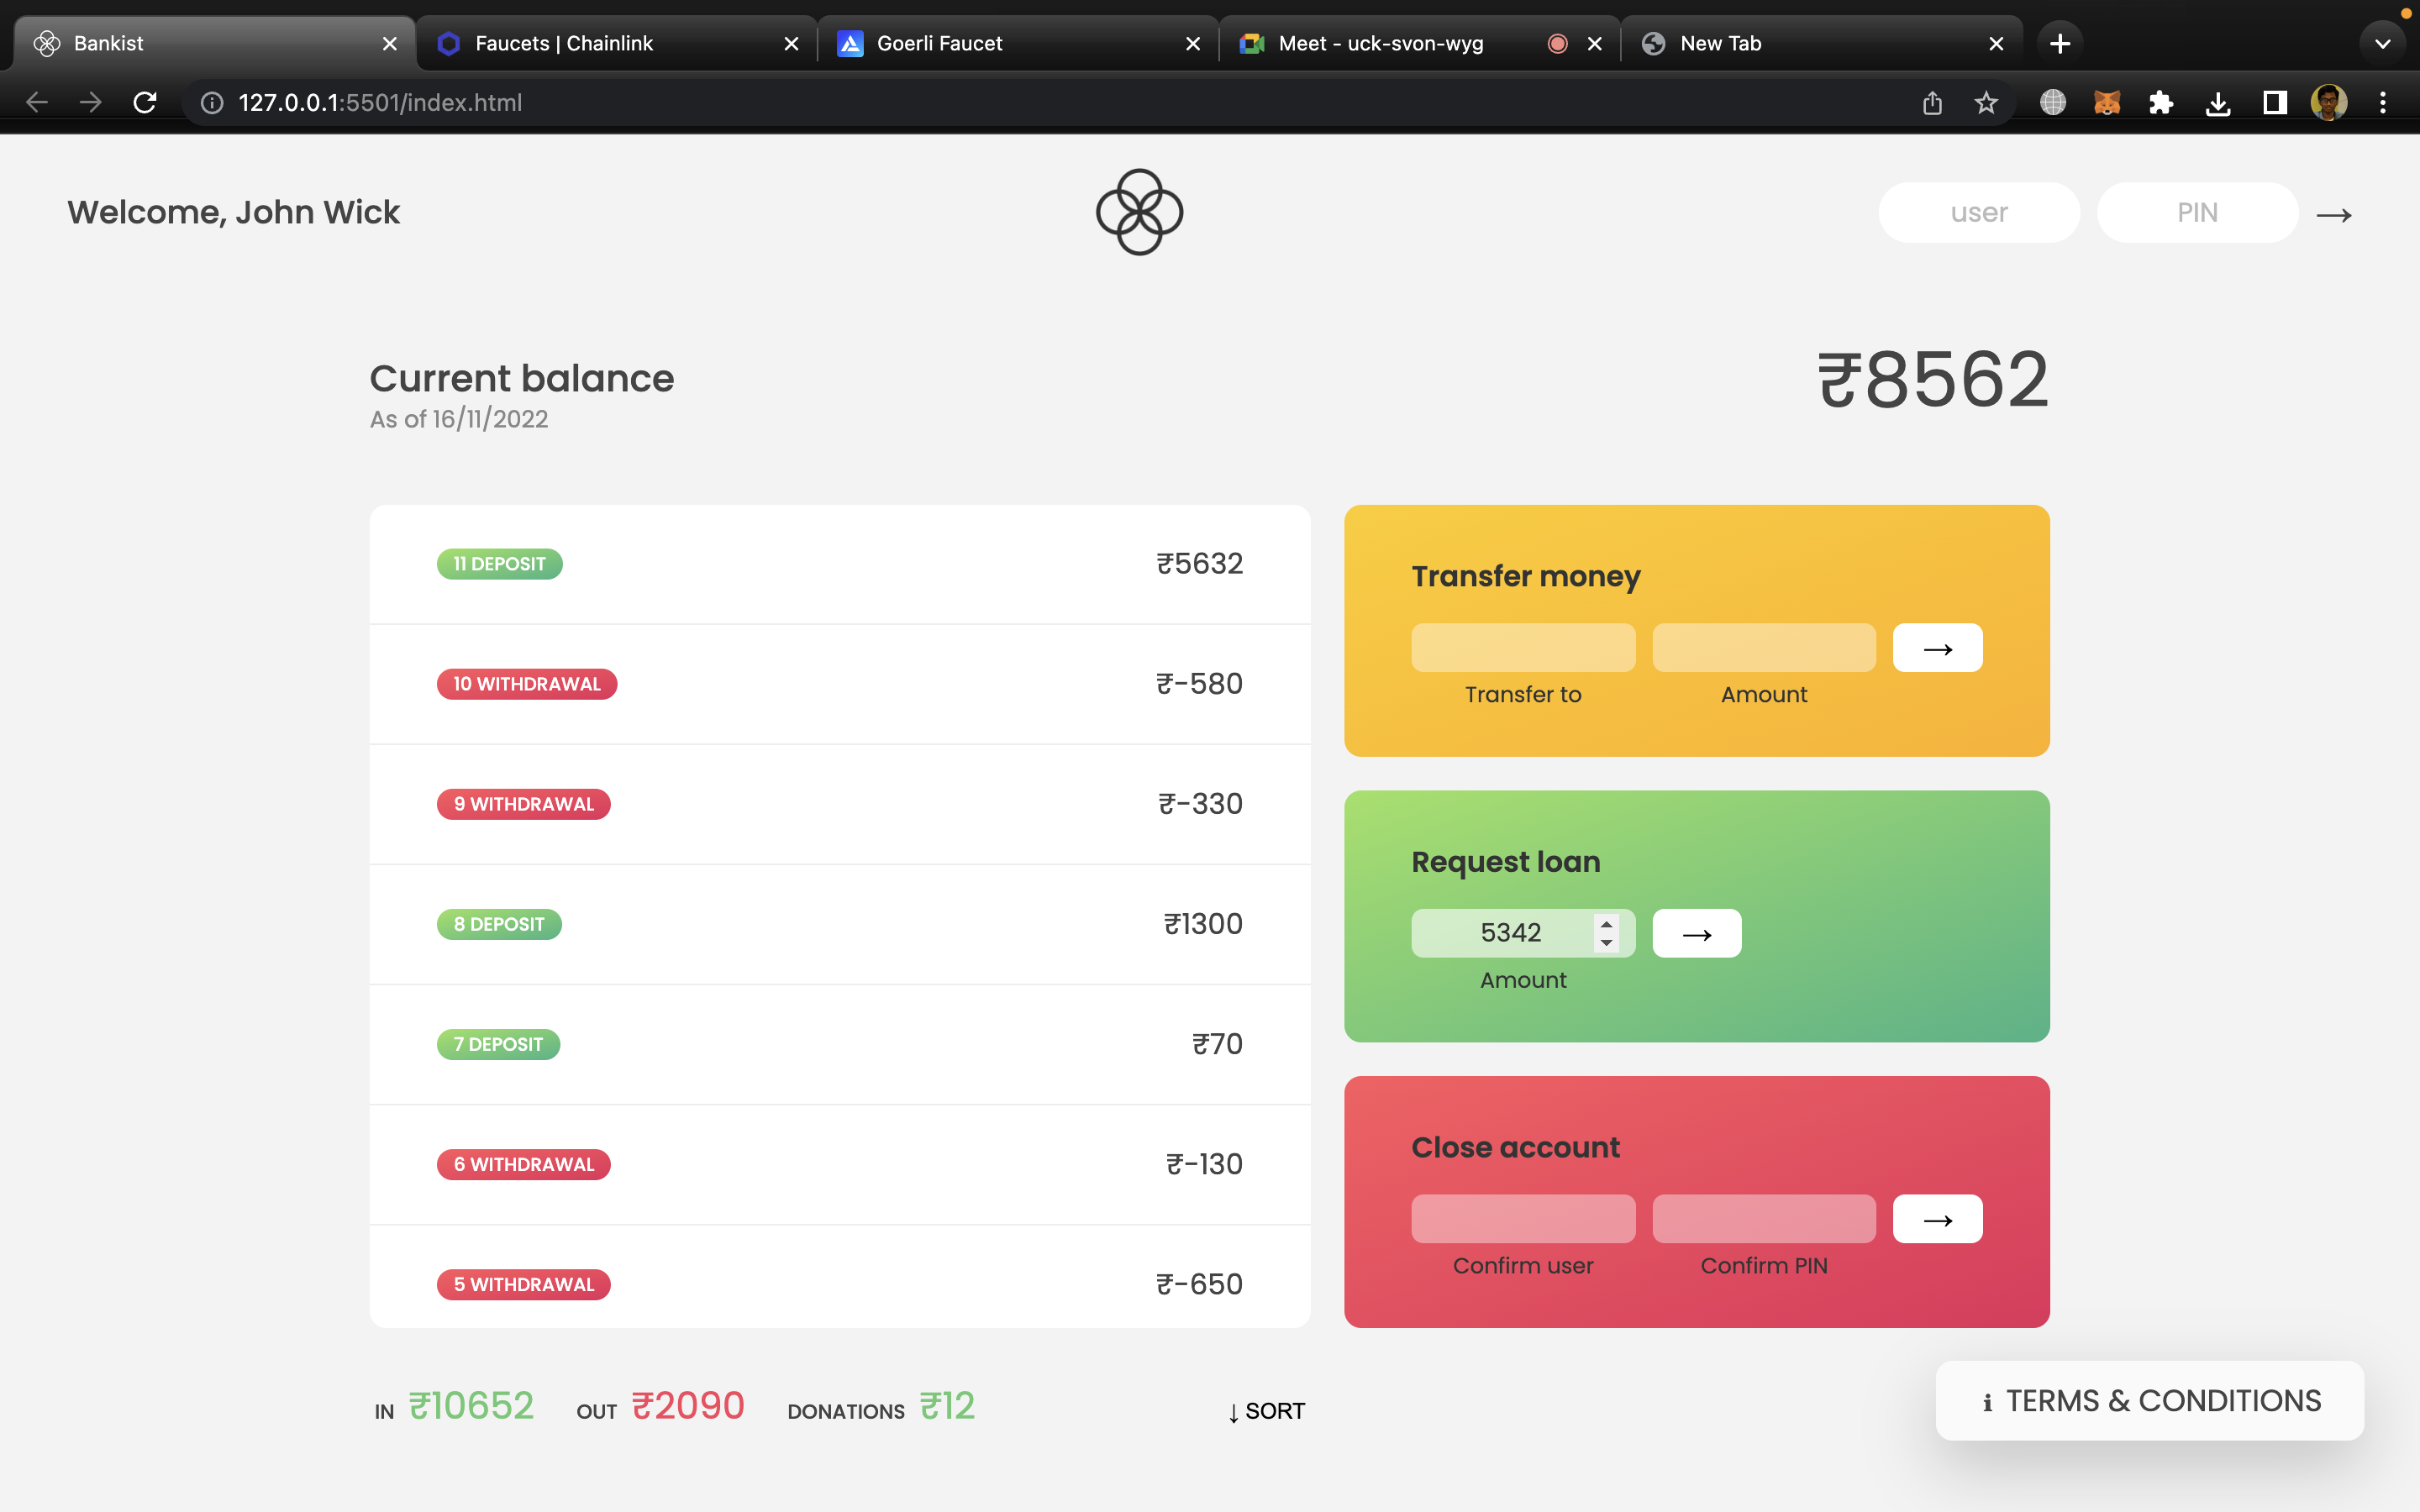 Bankist
Faucets | Chainlink
Goerli Faucet
Meet - uck-svon-wyg
New Tab
127.0.0.1:5501/index.html
Welcome, John Wick
user
PIN
→
Current balance
As of 16/11/2022
₹8562
11 DEPOSIT
₹5632
10 WITHDRAWAL
₹-580
9 WITHDRAWAL
₹-330
8 DEPOSIT
₹1300
7 DEPOSIT
₹70
6 WITHDRAWAL
₹-130
5 WITHDRAWAL
₹-650
Transfer money
→
Transfer to
Amount
Request loan
5342
→
Amount
Close account
→
Confirm user
Confirm PIN
IN ₹10652 OUT ₹2090 DONATIONS ₹12
↓ SORT
ℹ TERMS & CONDITIONS